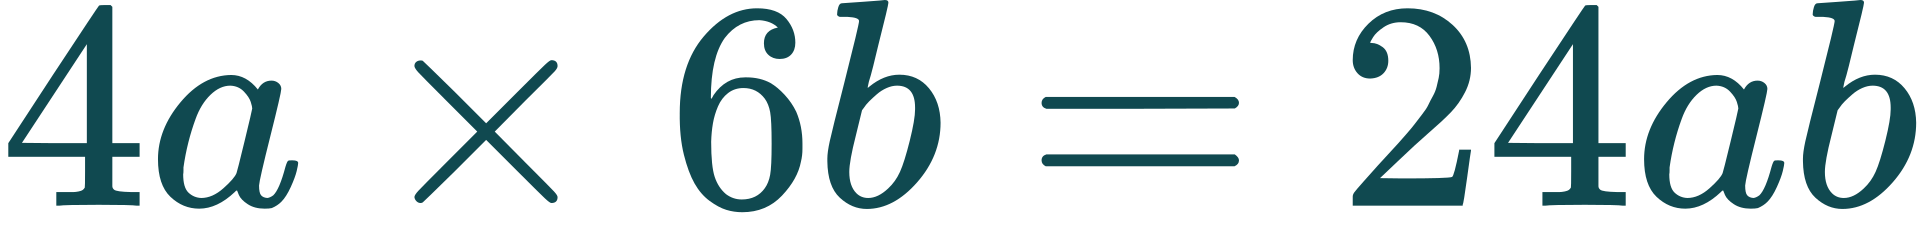 4a × 6b = 24ab